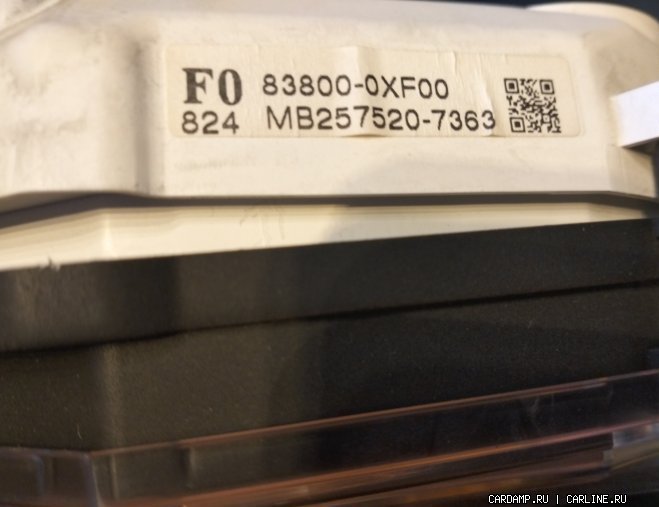 F0 83800-0XF00
824 MB257520-7363
CARDAMP.RU | CARLINE.RU